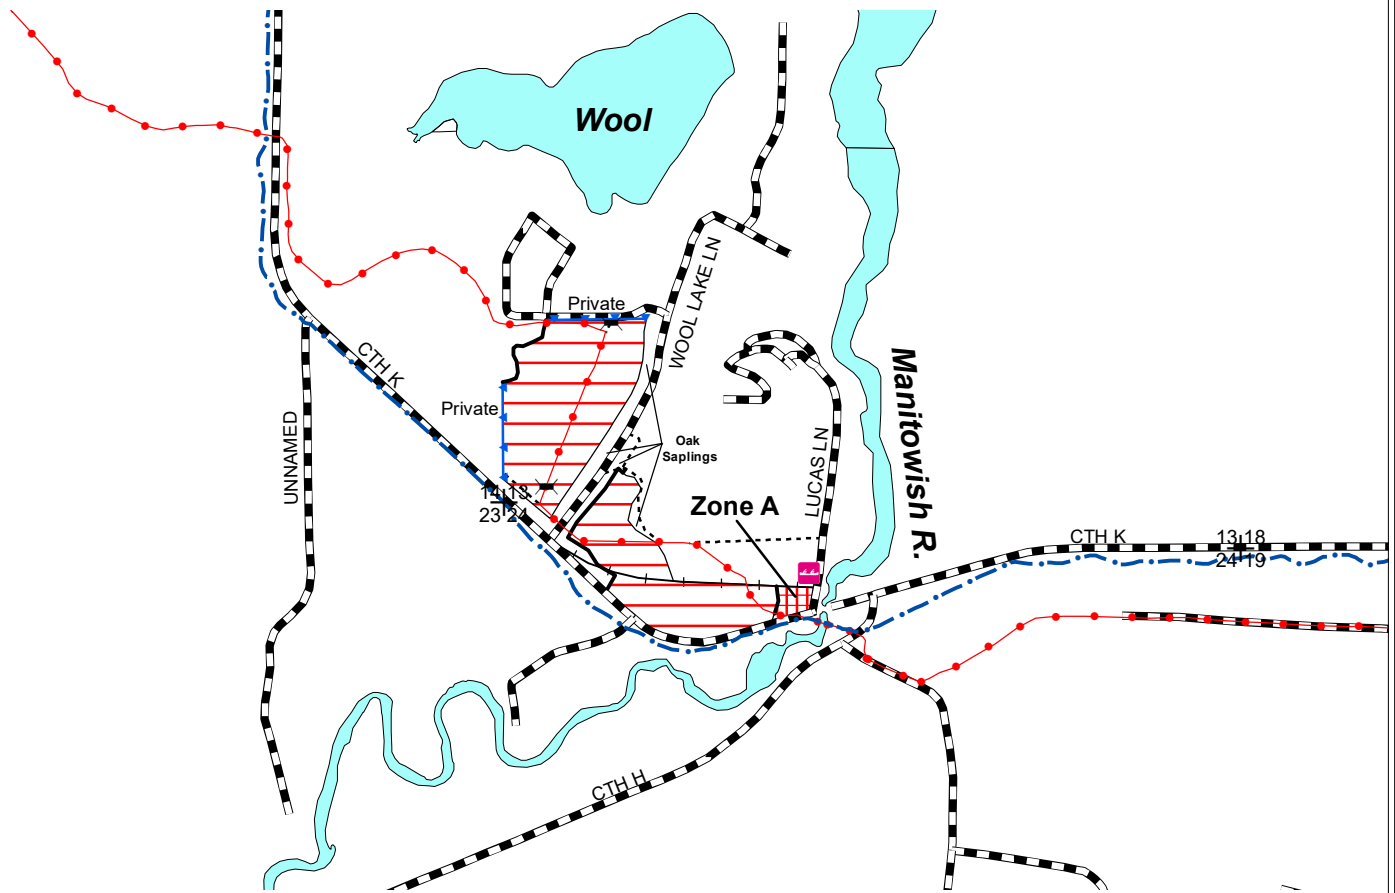 Wool
WOOL LAKE LN
Private
CTH K
Manitowish R.
Private
UNNAMED
Oak
Saplings
LUCAS LN
14 13
23 24
Zone A
CTH K
13 18
24 19
CTH H